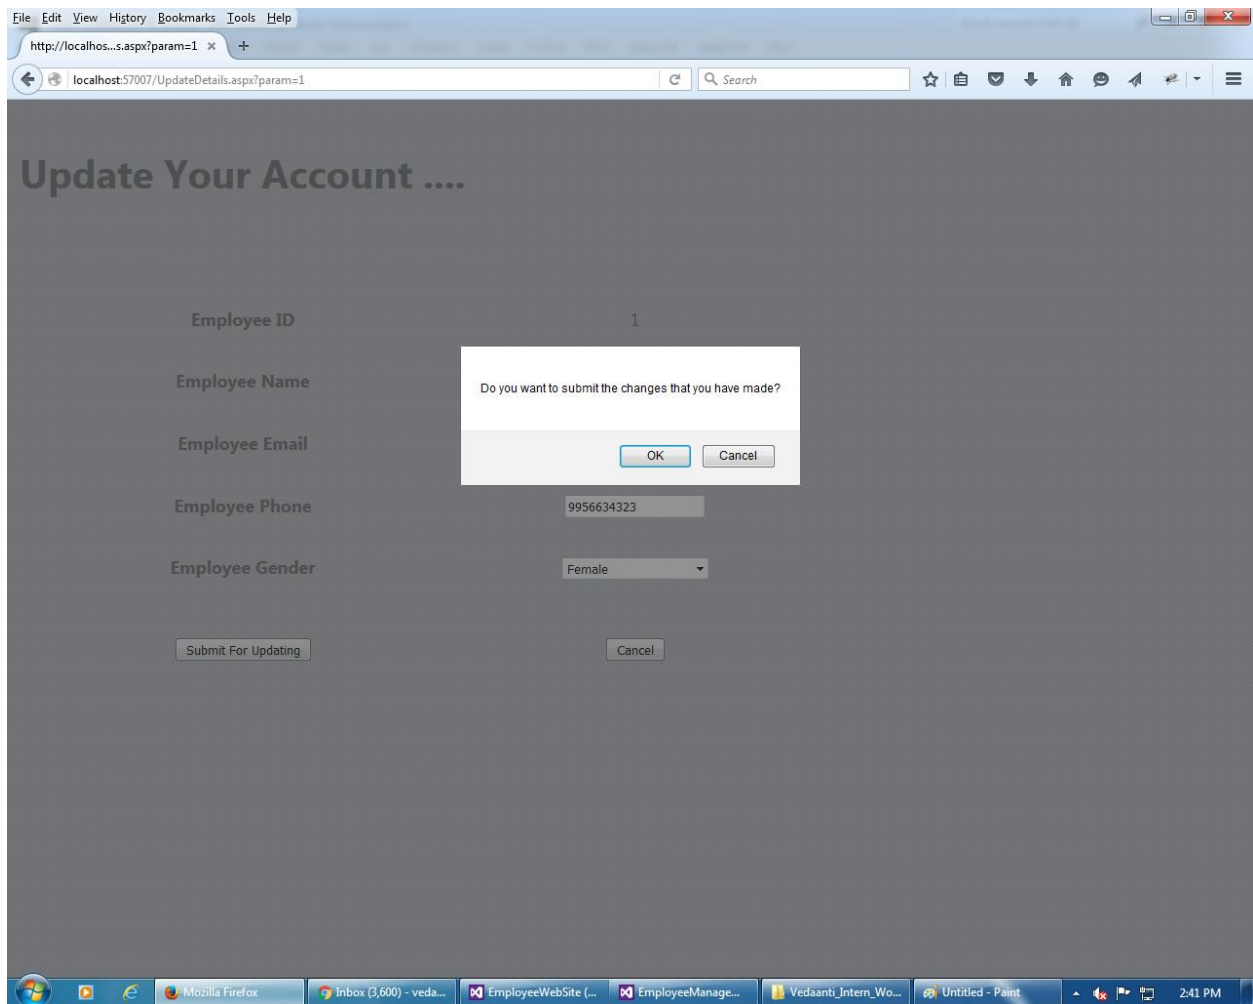 File Edit View History Bookmarks Tools Help
http://localhos...s.aspx?param=1 × +
localhost:57007/UpdateDetails.aspx?param=1 Search
Update Your Account ....
Employee ID 1
Employee Name
Do you want to submit the changes that you have made?
Employee Email
OK Cancel
Employee Phone 9956634323
Employee Gender Female
Submit For Updating Cancel
Mozilla Firefox Inbox (3,600) - veda... EmployeeWebSite (... EmployeeManage... Vedaanti_Intern_Wo... Untitled - Paint 2:41 PM